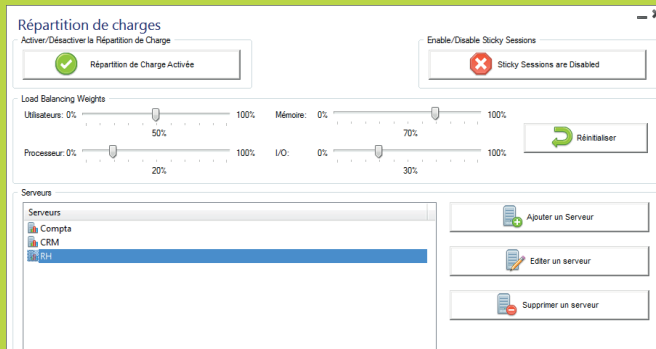 Répartition de charges
Activer/Désactiver la Répartition de Charge
Enable/Disable Sticky Sessions
Répartition de Charge Activée
Sticky Sessions are Disabled
Load Balancing Weights
Utilisateurs: 0% 100% Mémoire: 0% 100%
50% 70%
Réinitialiser
Processeur: 0% 100% I/O: 0% 100%
20% 30%
Serveurs
Serveurs
Ajouter un Serveur
Compta
CRM
RH
Editer un serveur
Supprimer un serveur